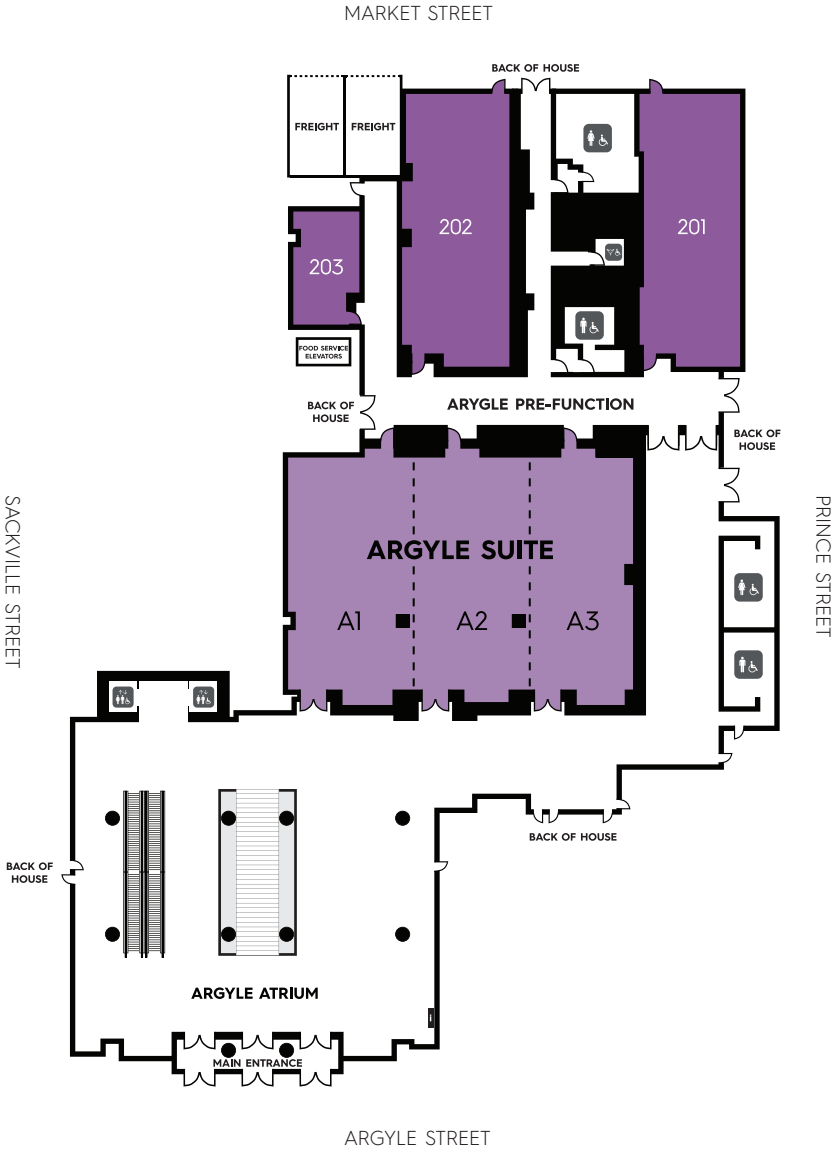 MARKET STREET
BACK OF HOUSE
FREIGHT
FREIGHT
202
201
203
FOOD SERVICE
ELEVATORS
BACK OF
HOUSE
ARYGLE PRE-FUNCTION
BACK OF
HOUSE
SACKVILLE STREET
PRINCE STREET
ARGYLE SUITE
A1
A2
A3
BACK OF HOUSE
BACK OF
HOUSE
ARGYLE ATRIUM
MAIN ENTRANCE
ARGYLE STREET